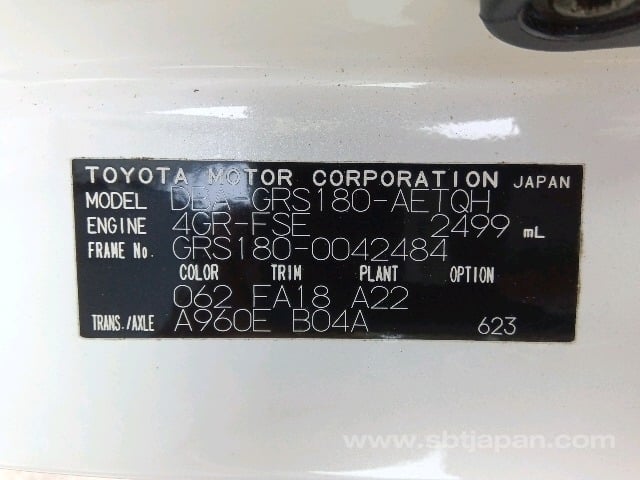 TOYOTA MOTOR CORPORATION JAPAN
MODEL DBA-GRS180-AETQH
ENGINE 4GR-FSE 2499 mL
FRAME No. GRS180-0042484
COLOR TRIM PLANT OPTION
062 FA18 A22
TRANS./AXLE A960E B04A 623
www.sbtjapan.com